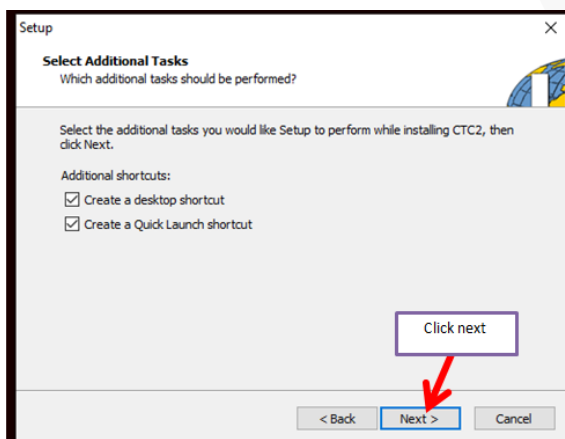 Setup
Select Additional Tasks
Which additional tasks should be performed?
Select the additional tasks you would like Setup to perform while installing CTC2, then
click Next.
Additional shortcuts:
Create a desktop shortcut
Create a Quick Launch shortcut
Click next
< Back
Next >
Cancel